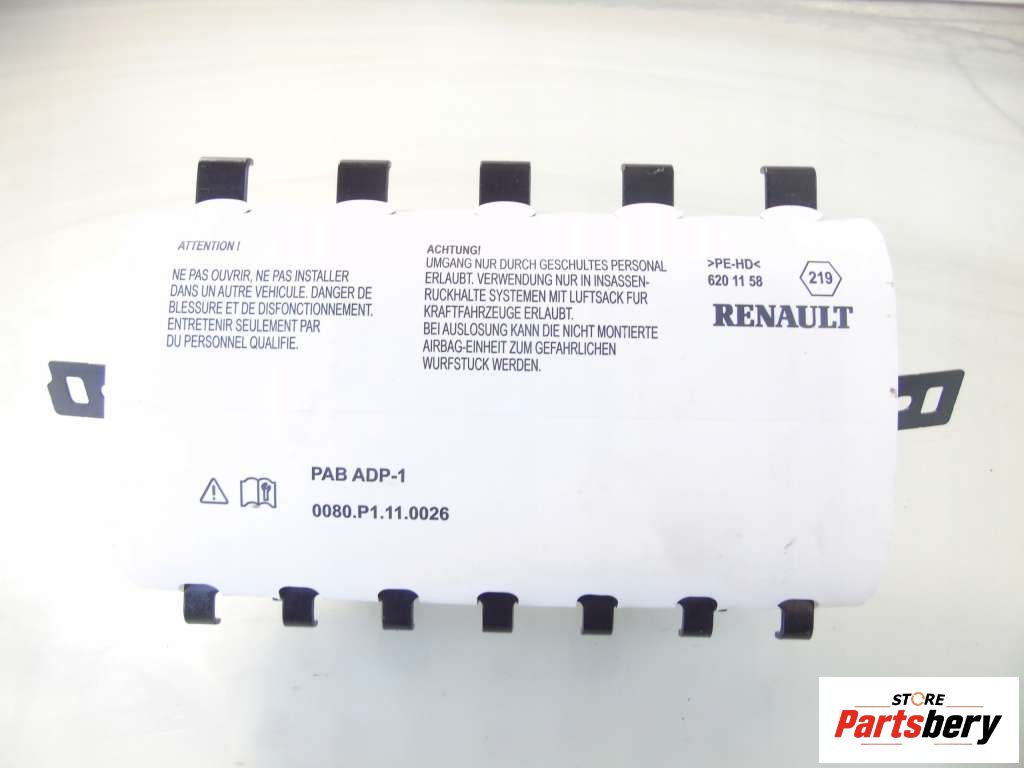 ATTENTION !
NE PAS OUVRIR, NE PAS INSTALLER
DANS UN AUTRE VEHICULE. DANGER DE
BLESSURE ET DE DISFONCTIONNEMENT.
ENTRETENIR SEULEMENT PAR
DU PERSONNEL QUALIFIE.
ACHTUNG!
UMGANG NUR DURCH GESCHULTES PERSONAL
ERLAUBT. VERWENDUNG NUR IN INSASSEN-
RUCKHALTE SYSTEMEN MIT LUFTSACK FUR
KRAFTFAHRZEUGE ERLAUBT.
BEI AUSLOSUNG KANN DIE NICHT MONTIERTE
AIRBAG-EINHEIT ZUM GEFAHRLICHEN
WURFSTUCK WERDEN.
>PE-HD<
620 11 58
219
RENAULT
PAB ADP-1
0080.P1.11.0026
STORE
Partsbery